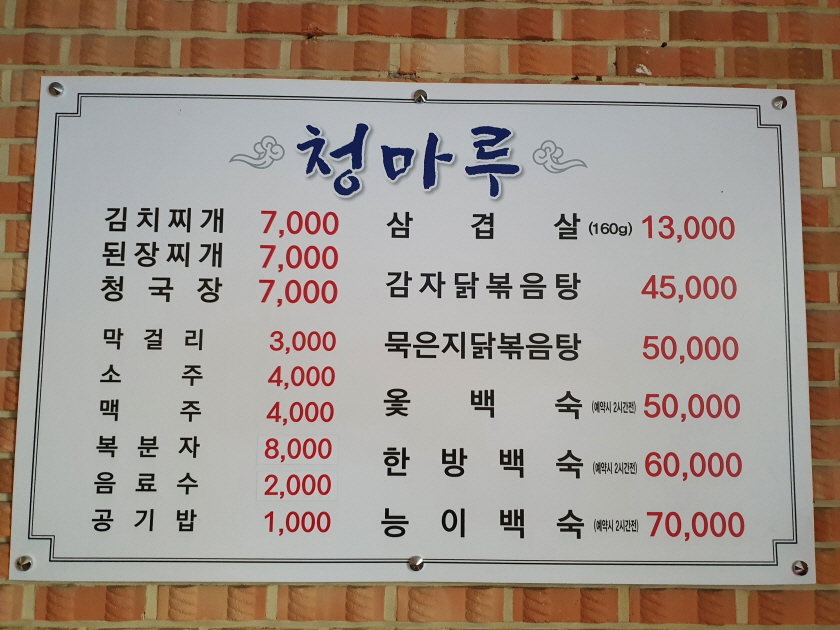 청마루
김치찌개 7,000
된장찌개 7,000
청국장 7,000
막걸리 3,000
소주 4,000
맥주 4,000
복분자 8,000
음료수 2,000
공기밥 1,000
삼겹살 (160g) 13,000
감자닭볶음탕 45,000
묵은지닭볶음탕 50,000
옻백숙 (예약시 2시간전) 50,000
한방백숙 (예약시 2시간전) 60,000
능이백숙 (예약시 2시간전) 70,000